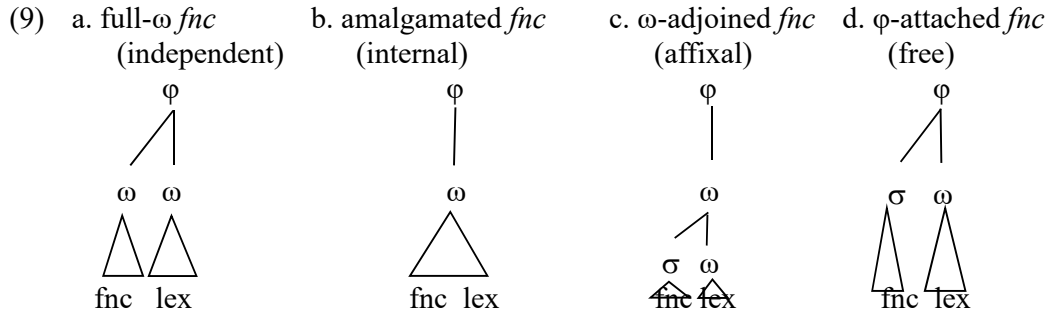 (9) a. full-ω fnc b. amalgamated fnc c. ω-adjoined fnc d. φ-attached fnc
(independent) (internal) (affixal) (free)
φ φ φ φ
ω ω ω ω σ ω
σ ω
fnc lex fnc lex fnc lex fnc lex